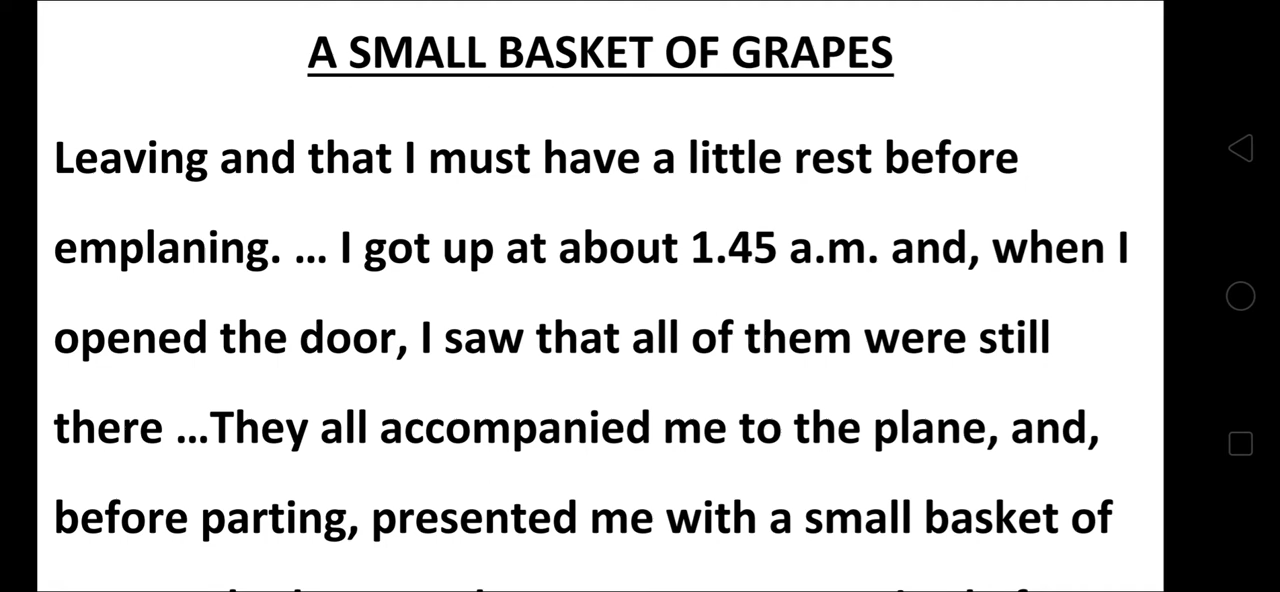 A SMALL BASKET OF GRAPES
Leaving and that I must have a little rest before
emplaning. ... I got up at about 1.45 a.m. and, when I
opened the door, I saw that all of them were still
there ...They all accompanied me to the plane, and,
before parting, presented me with a small basket of